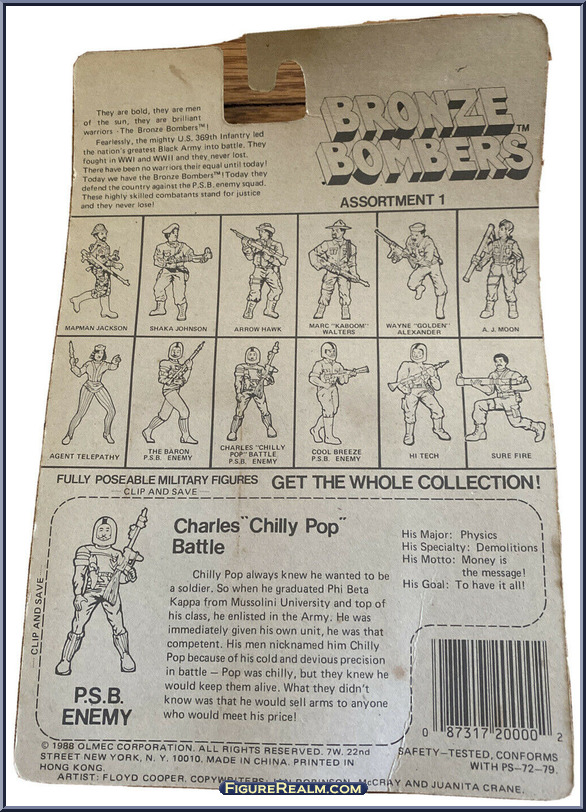 They are bold, they are men
of the sun, they are brilliant
warriors - The Bronze Bombers™!
Fearlessly, the mighty U.S. 369th Infantry led
the nation's greatest Black Army into battle. They
fought in WWI and WWII and they never lost.
There have been no warriors their equal until today!
Today we have the Bronze Bombers™! Today they
defend the country against the P.S.B. enemy squad.
These highly skilled combatants stand for justice
and they never lose!
BRONZE
BOMBERS™
ASSORTMENT 1
MAPMAN JACKSON
SHAKA JOHNSON
ARROW HAWK
MARC "KABOOM"
WALTERS
WAYNE "GOLDEN"
ALEXANDER
A. J. MOON
AGENT TELEPATHY
THE BARON
P.S.B. ENEMY
CHARLES "CHILLY
POP" BATTLE
P.S.B. ENEMY
COOL BREEZE
P.S.B. ENEMY
HI TECH
SURE FIRE
FULLY POSEABLE MILITARY FIGURES GET THE WHOLE COLLECTION!
CLIP AND SAVE
CLIP AND SAVE
P.S.B.
ENEMY
Charles "Chilly Pop"
Battle
Chilly Pop always knew he wanted to be
a soldier. So when he graduated Phi Beta
Kappa from Mussolini University and top of
his class, he enlisted in the Army. He was
immediately given his own unit, he was that
competent. His men nicknamed him Chilly
Pop because of his cold and devious precision
in battle — Pop was chilly, but they knew he
would keep them alive. What they didn't
know was that he would sell arms to anyone
who would meet his price!
His Major: Physics
His Specialty: Demolitions
His Motto: Money is
the message!
His Goal: To have it all!
0 87317 20000 2
© 1988 OLMEC CORPORATION. ALL RIGHTS RESERVED. 7W. 22nd
STREET NEW YORK, N. Y. 10010. MADE IN CHINA. PRINTED IN
HONG KONG.
SAFETY-TESTED, CONFORMS
WITH PS-72-79.
ARTIST: FLOYD COOPER. COPYWRITERS: ROBINSON, McCRAY AND JUANITA CRANE.
FIGUREREALM.COM